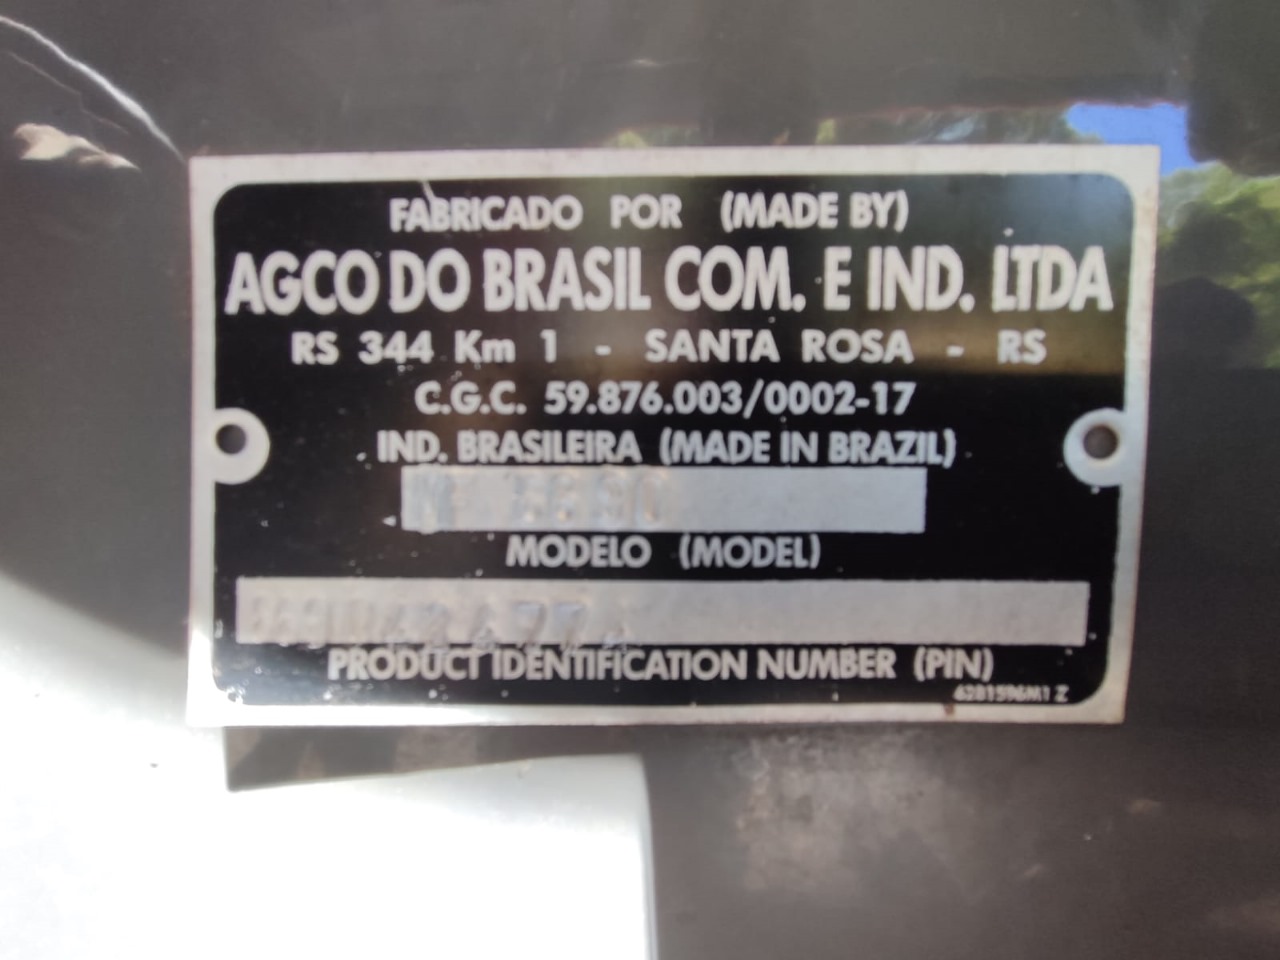 FABRICADO POR (MADE BY)
AGCO DO BRASIL COM. E IND. LTDA
RS 344 Km 1 - SANTA ROSA - RS
C.G.C. 59.876.003/0002-17
IND. BRASILEIRA (MADE IN BRAZIL)
MODELO (MODEL)
PRODUCT IDENTIFICATION NUMBER (PIN)